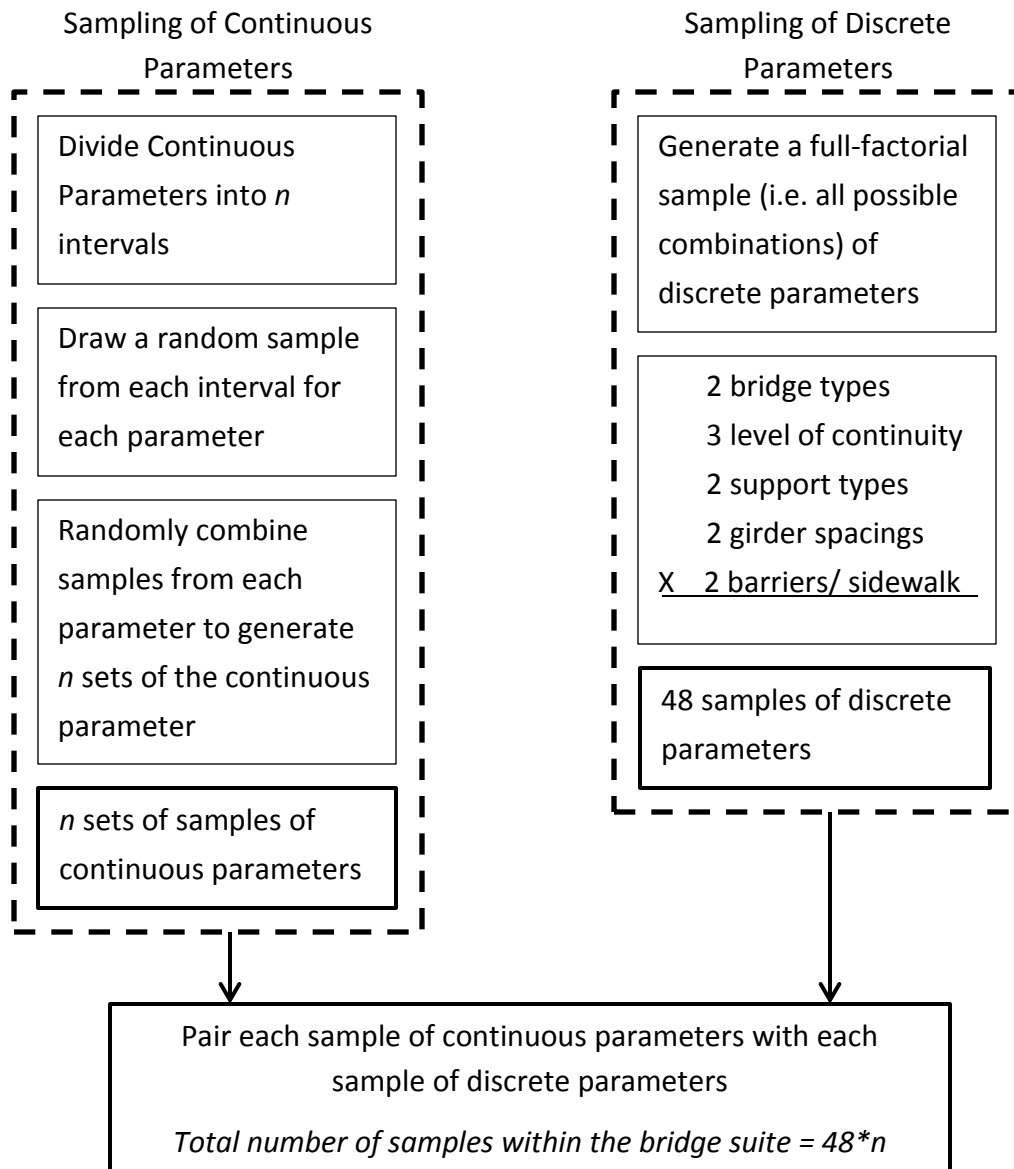 Sampling of Continuous
Parameters
Divide Continuous
Parameters into n
intervals
Draw a random sample
from each interval for
each parameter
Randomly combine
samples from each
parameter to generate
n sets of the continuous
parameter
n sets of samples of
continuous parameters
Sampling of Discrete
Parameters
Generate a full-factorial
sample (i.e. all possible
combinations) of
discrete parameters
2 bridge types
3 level of continuity
2 support types
2 girder spacings
X 2 barriers/ sidewalk
48 samples of discrete
parameters
Pair each sample of continuous parameters with each
sample of discrete parameters
Total number of samples within the bridge suite = 48*n